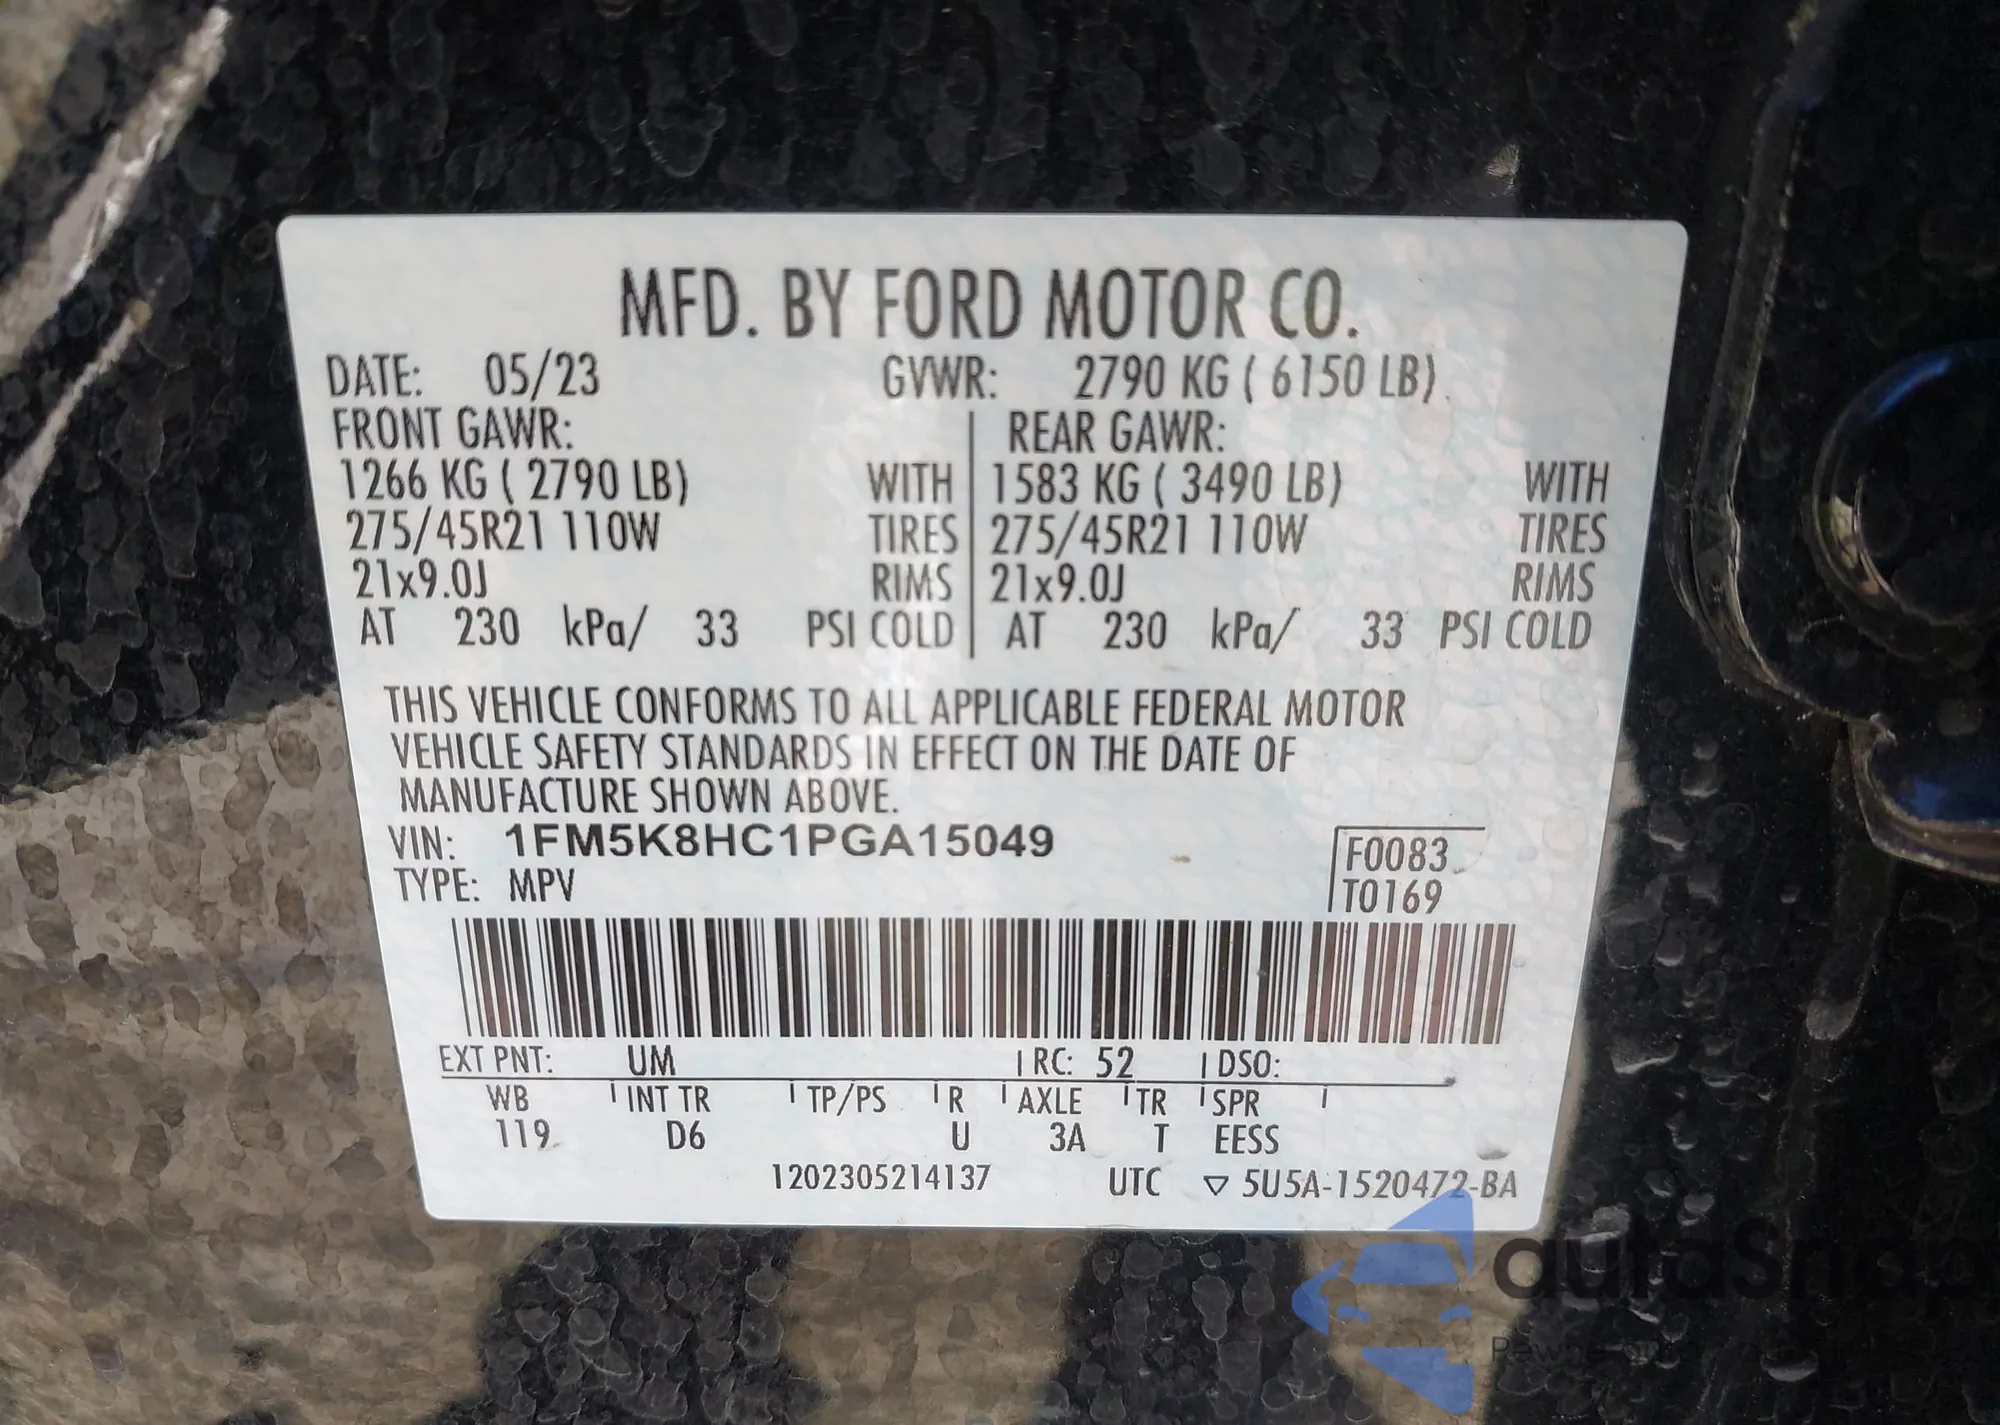 MFD. BY FORD MOTOR CO.
DATE: 05/23 GVWR: 2790 KG ( 6150 LB)
FRONT GAWR: REAR GAWR:
1266 KG ( 2790 LB) WITH 1583 KG ( 3490 LB) WITH
275/45R21 110W TIRES 275/45R21 110W TIRES
21x9.0J RIMS 21x9.0J RIMS
AT 230 kPa/ 33 PSI COLD AT 230 kPa/ 33 PSI COLD
THIS VEHICLE CONFORMS TO ALL APPLICABLE FEDERAL MOTOR
VEHICLE SAFETY STANDARDS IN EFFECT ON THE DATE OF
MANUFACTURE SHOWN ABOVE.
VIN: 1FM5K8HC1PGA15049 F0083
TYPE: MPV T0169
EXT PNT: UM RC: 52 DSO:
WB INT TR TP/PS R AXLE TR SPR
119 D6 U 3A T EESS
1202305214137 UTC ▽ 5U5A-1520472-BA
autaSnap